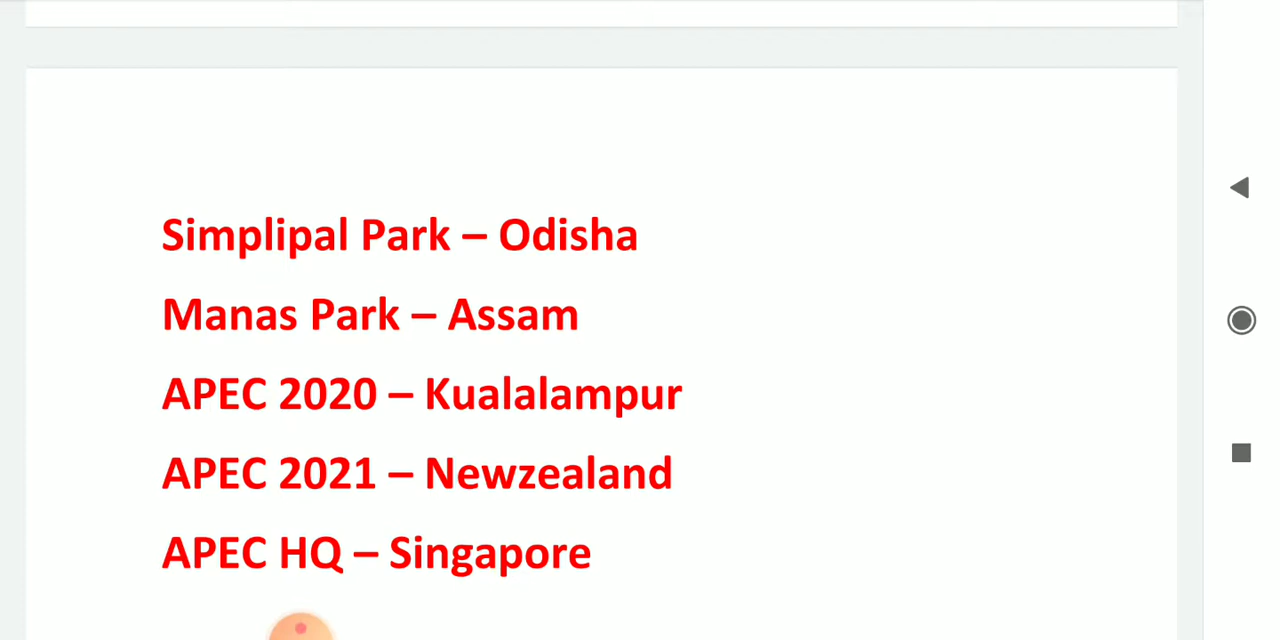 Simplipal Park – Odisha
Manas Park – Assam
APEC 2020 – Kualalampur
APEC 2021 – Newzealand
APEC HQ – Singapore